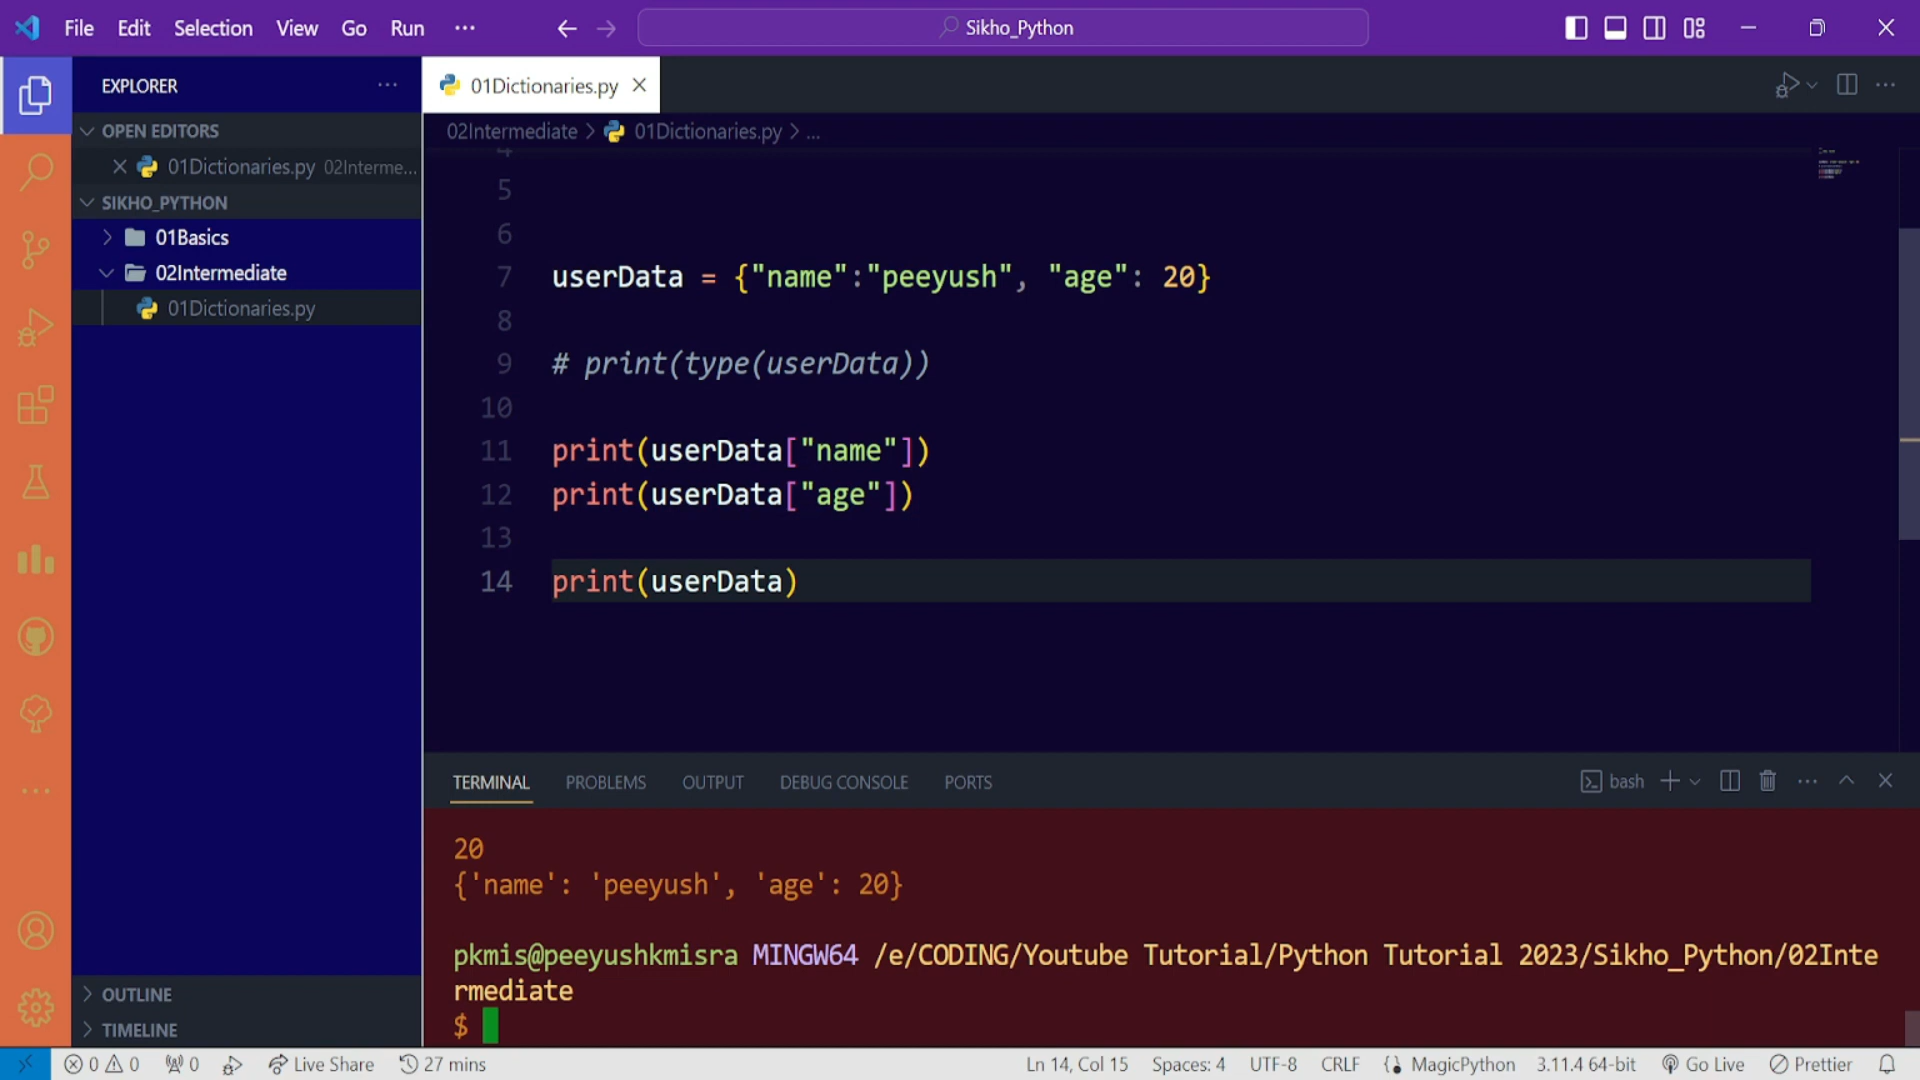 File Edit Selection View Go Run ...
Sikho_Python
EXPLORER
OPEN EDITORS
01Dictionaries.py 02Interme...
SIKHO_PYTHON
01Basics
02Intermediate
01Dictionaries.py
OUTLINE
TIMELINE
01Dictionaries.py
02Intermediate > 01Dictionaries.py > ...
4
5
6
7 userData = {"name":"peeyush", "age": 20}
8
9 # print(type(userData))
10
11 print(userData["name"])
12 print(userData["age"])
13
14 print(userData)
TERMINAL PROBLEMS OUTPUT DEBUG CONSOLE PORTS
bash
20
{'name': 'peeyush', 'age': 20}
pkmis@peeyushkmisra MINGW64 /e/CODING/Youtube Tutorial/Python Tutorial 2023/Sikho_Python/02Inte
rmediate
$
0 0 0 Live Share 27 mins Ln 14, Col 15 Spaces: 4 UTF-8 CRLF MagicPython 3.11.4 64-bit Go Live Prettier